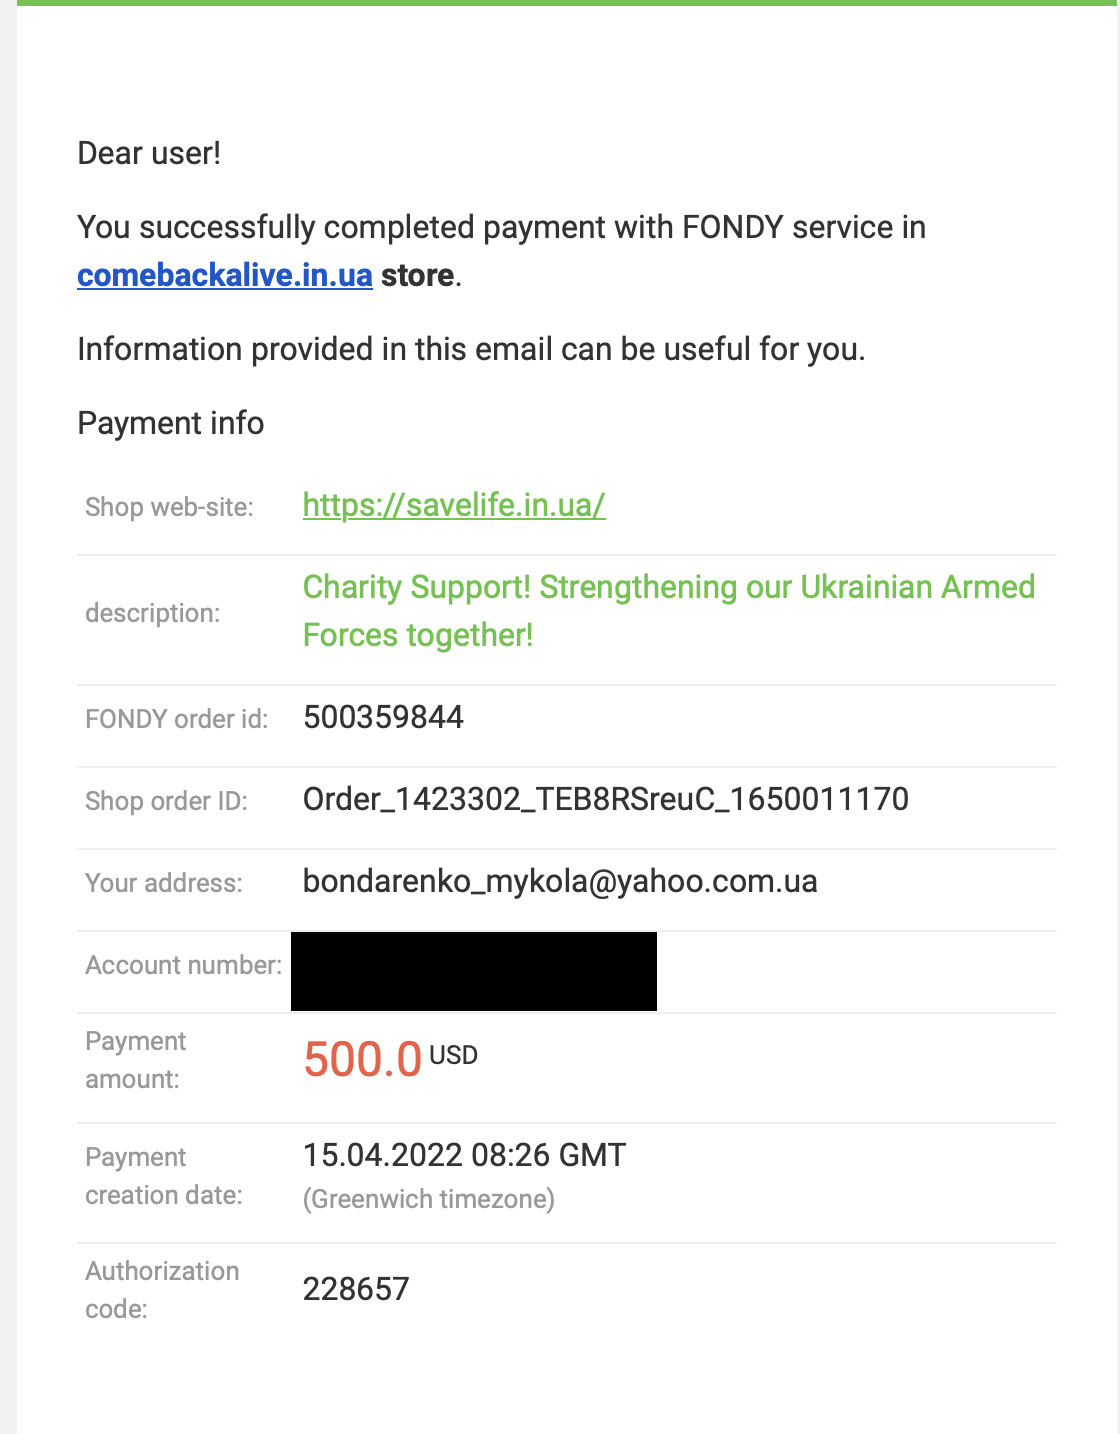 Dear user!
You successfully completed payment with FONDY service in
comebackalive.in.ua store.
Information provided in this email can be useful for you.
Payment info
Shop web-site: https://savelife.in.ua/
description: Charity Support! Strengthening our Ukrainian Armed
Forces together!
FONDY order id: 500359844
Shop order ID: Order_1423302_TEB8RSreuC_1650011170
Your address: bondarenko_mykola@yahoo.com.ua
Account number:
Payment
amount:
500.0 USD
Payment
creation date:
15.04.2022 08:26 GMT
(Greenwich timezone)
Authorization
code:
228657